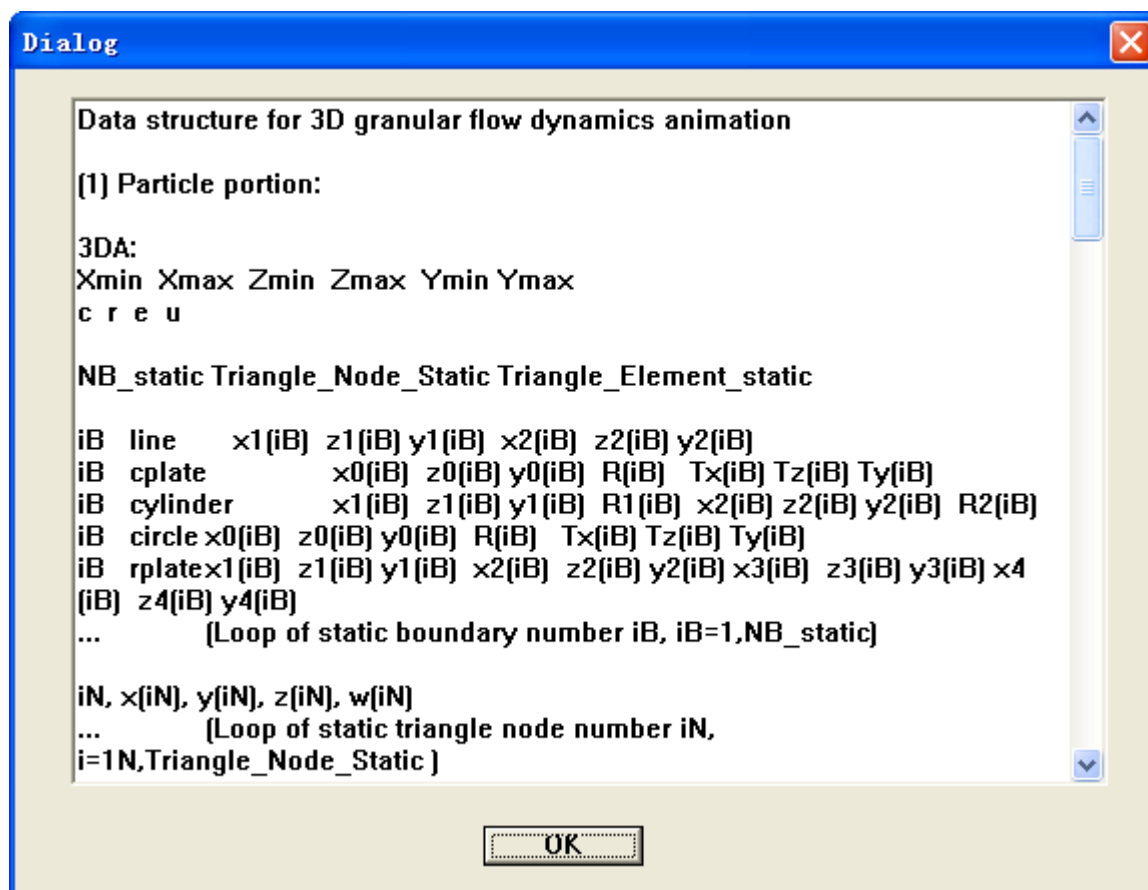 Dialog
Data structure for 3D granular flow dynamics animation
(1) Particle portion:
3DA:
Xmin Xmax Zmin Zmax Ymin Ymax
c r e u
NB_static Triangle_Node_Static Triangle_Element_static
iB line x1(iB) z1(iB) y1(iB) x2(iB) z2(iB) y2(iB)
iB cplate x0(iB) z0(iB) y0(iB) R(iB) Tx(iB) Tz(iB) Ty(iB)
iB cylinder x1(iB) z1(iB) y1(iB) R1(iB) x2(iB) z2(iB) y2(iB) R2(iB)
iB circle x0(iB) z0(iB) y0(iB) R(iB) Tx(iB) Tz(iB) Ty(iB)
iB rplatex1(iB) z1(iB) y1(iB) x2(iB) z2(iB) y2(iB) x3(iB) z3(iB) y3(iB) x4
(iB) z4(iB) y4(iB)
... (Loop of static boundary number iB, iB=1,NB_static)
iN, x(iN), y(iN), z(iN), w(iN)
... (Loop of static triangle node number iN,
i=1N,Triangle_Node_Static )
OK